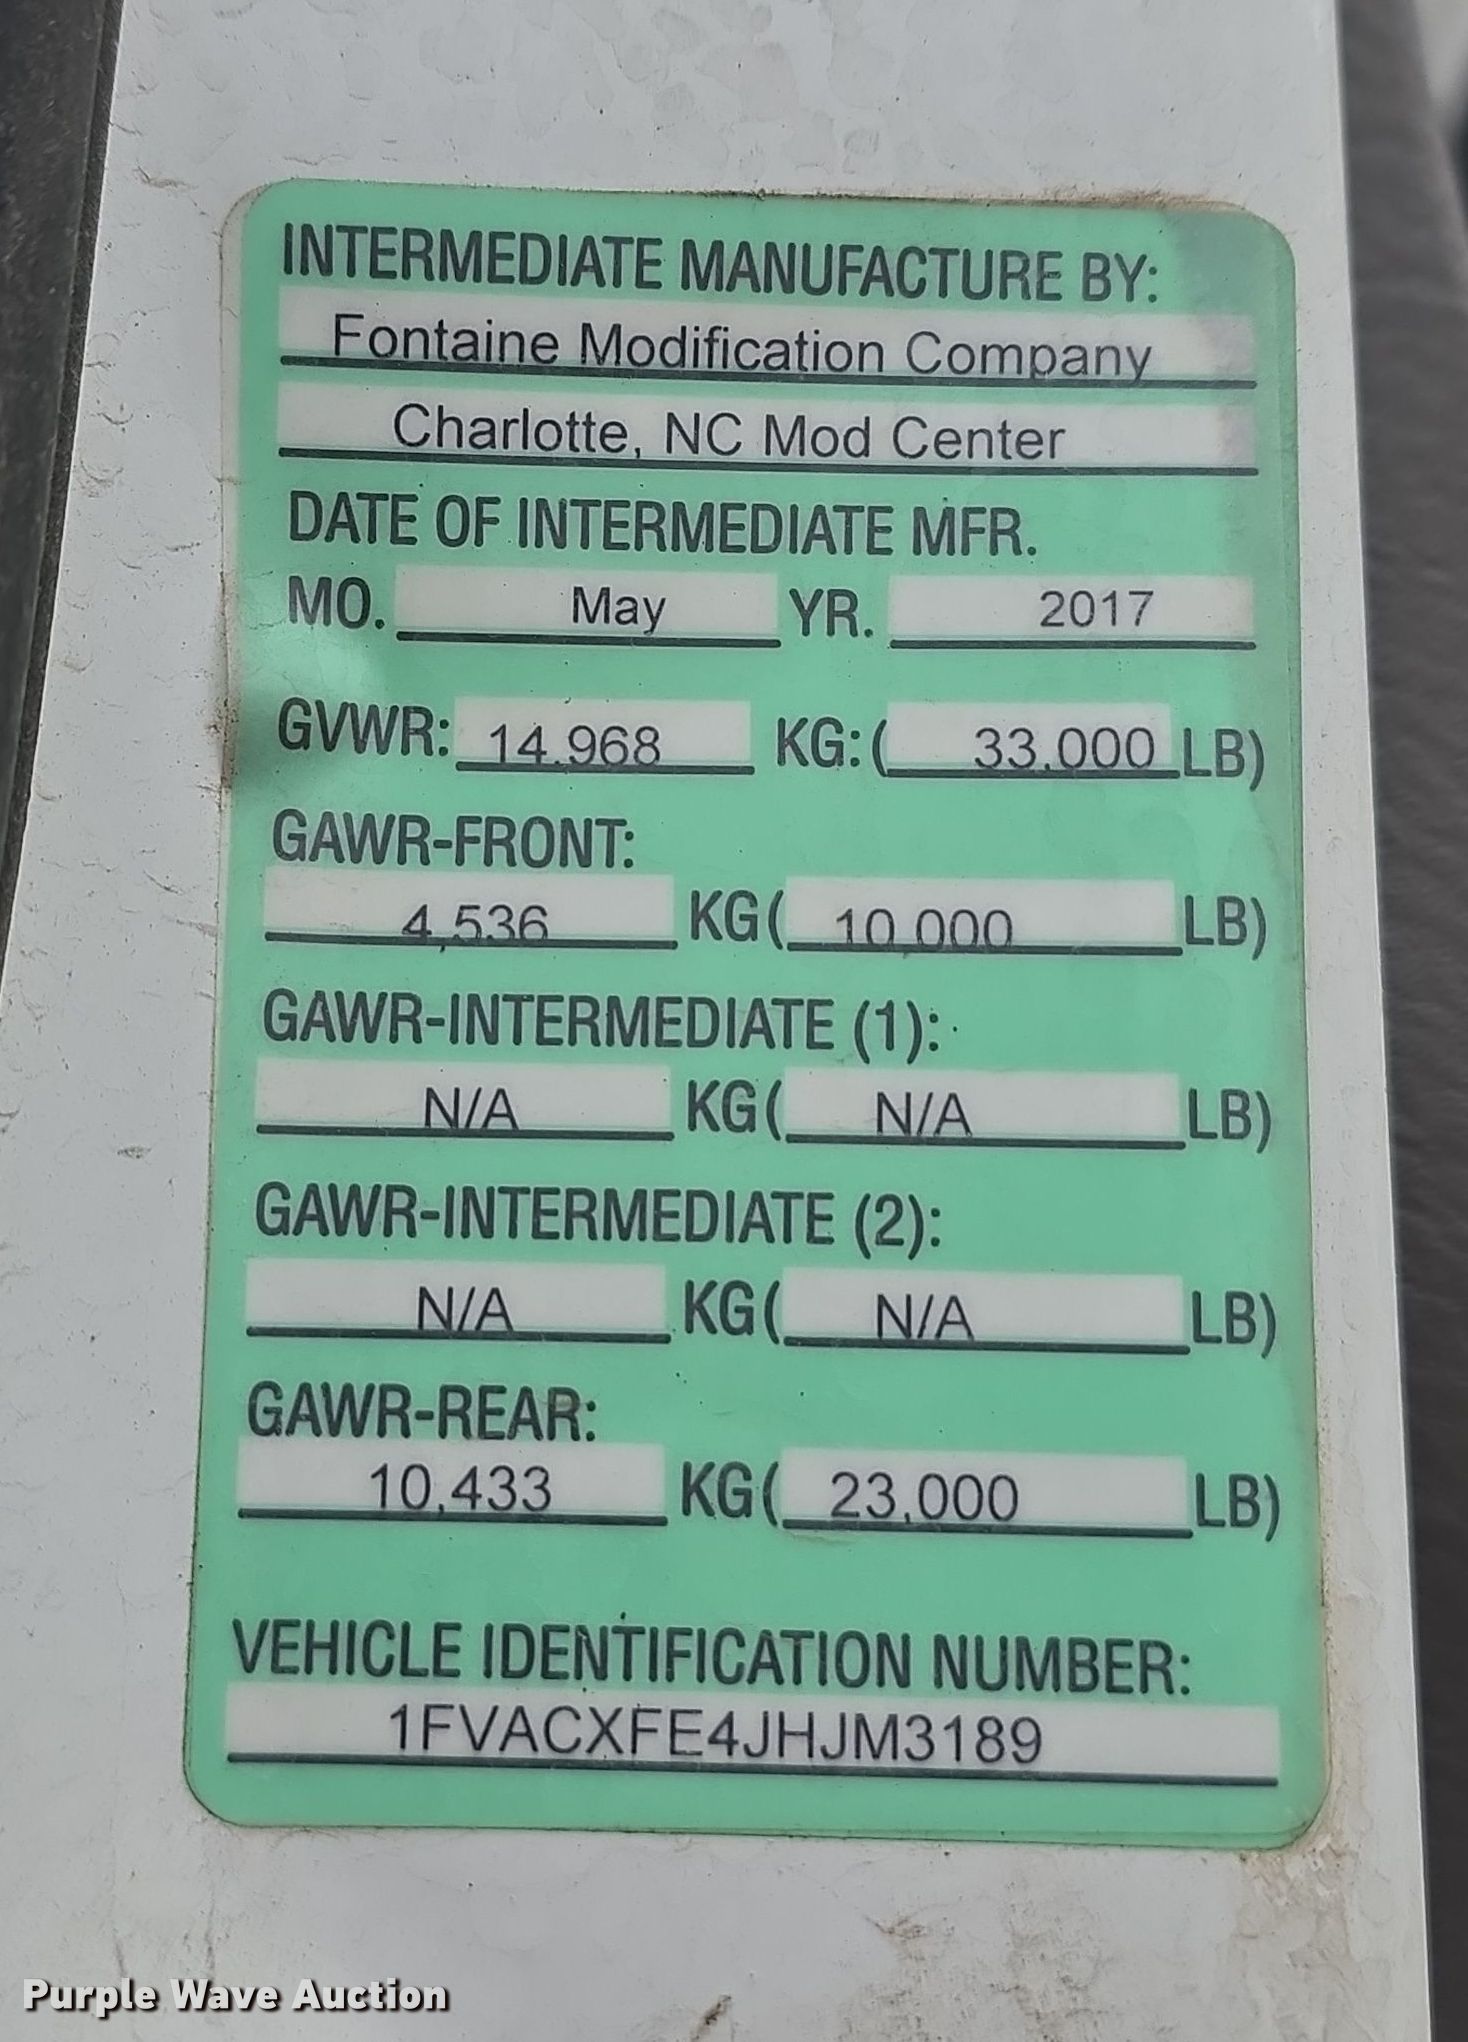 INTERMEDIATE MANUFACTURE BY:
Fontaine Modification Company
Charlotte, NC Mod Center
DATE OF INTERMEDIATE MFR.
MO. May YR. 2017
GVWR: 14,968 KG: ( 33,000 LB)
GAWR-FRONT:
4,536 KG( 10,000 LB)
GAWR-INTERMEDIATE (1):
N/A KG( N/A LB)
GAWR-INTERMEDIATE (2):
N/A KG( N/A LB)
GAWR-REAR:
10,433 KG( 23,000 LB)
VEHICLE IDENTIFICATION NUMBER:
1FVACXFE4JHJM3189
Purple Wave Auction